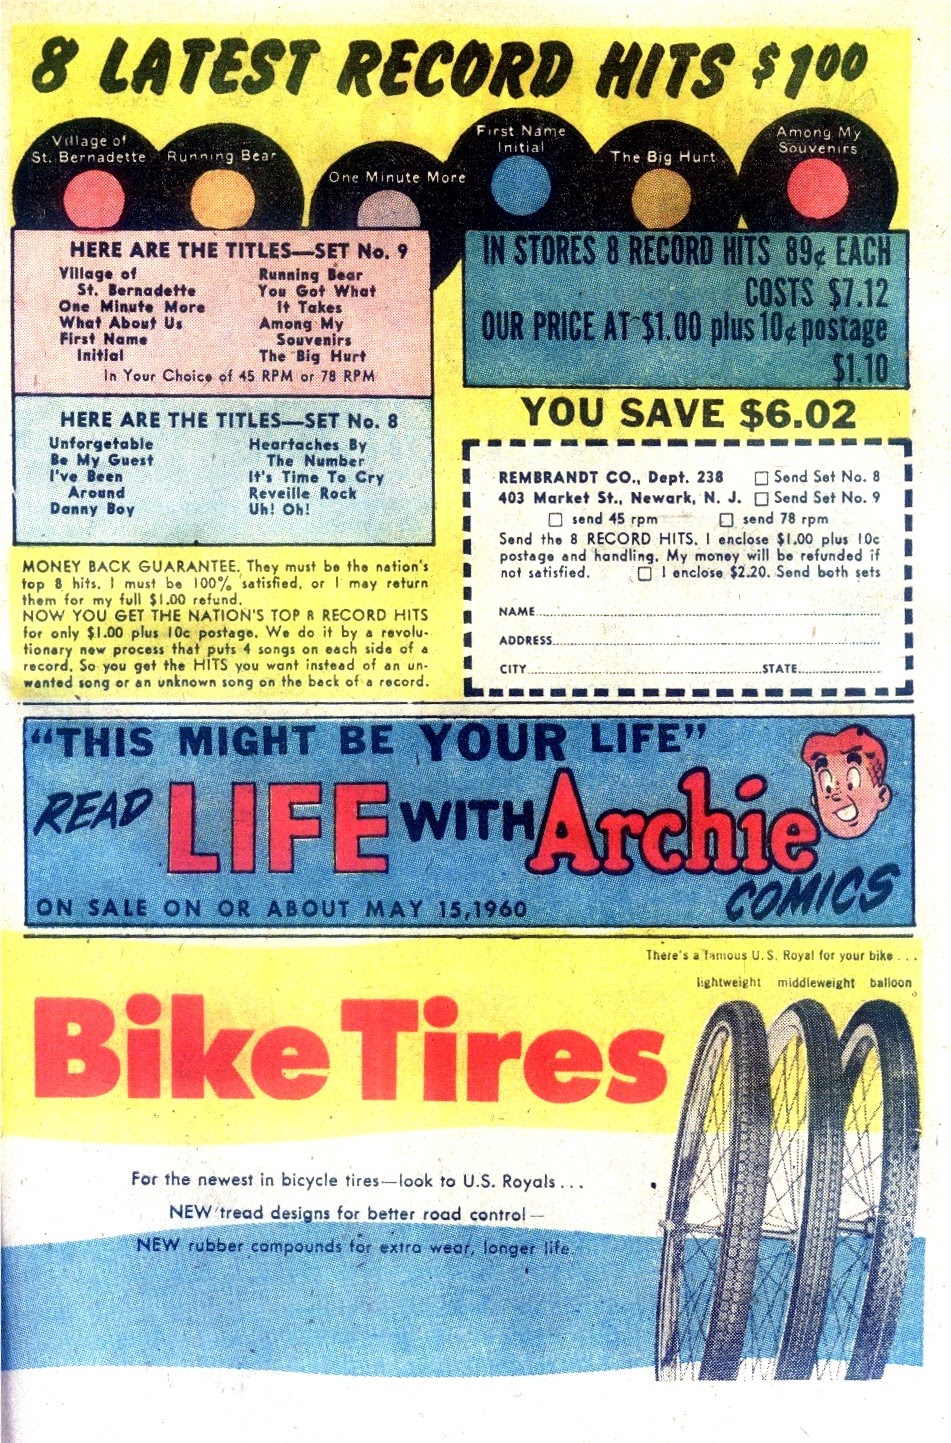 8 LATEST RECORD HITS $1.00
Village of
St. Bernadette
Running Bear
One Minute More
First Name
Initial
The Big Hurt
Among My
Souvenirs
HERE ARE THE TITLES—SET No. 9
Village of
St. Bernadette
One Minute More
What About Us
First Name
Initial
Running Bear
You Got What
It Takes
Among My
Souvenirs
The Big Hurt
In Your Choice of 45 RPM or 78 RPM
HERE ARE THE TITLES—SET No. 8
Unforgetable
Be My Guest
I've Been
Around
Danny Boy
Heartaches By
The Number
It's Time To Cry
Reveille Rock
Uh! Oh!
MONEY BACK GUARANTEE. They must be the nation's
top 8 hits. I must be 100% satisfied, or I may return
them for my full $1.00 refund.
NOW YOU GET THE NATION'S TOP 8 RECORD HITS
for only $1.00 plus 10c postage. We do it by a revolu-
tionary new process that puts 4 songs on each side of a
record. So you get the HITS you want instead of an un-
wanted song or an unknown song on the back of a record.
IN STORES 8 RECORD HITS 89¢ EACH
COSTS $7.12
OUR PRICE AT $1.00 plus 10¢ postage
$1.10
YOU SAVE $6.02
REMBRANDT CO., Dept. 238 □ Send Set No. 8
403 Market St., Newark, N. J. □ Send Set No. 9
□ send 45 rpm □ send 78 rpm
Send the 8 RECORD HITS. I enclose $1.00 plus 10c
postage and handling. My money will be refunded if
not satisfied. □ I enclose $2.20. Send both sets
NAME
ADDRESS
CITY STATE
"THIS MIGHT BE YOUR LIFE"
READ LIFE WITH Archie
COMICS
ON SALE ON OR ABOUT MAY 15, 1960
There's a famous U.S. Royal for your bike . . .
lightweight middleweight balloon
Bike Tires
For the newest in bicycle tires—look to U.S. Royals . . .
NEW tread designs for better road control—
NEW rubber compounds for extra wear, longer life.